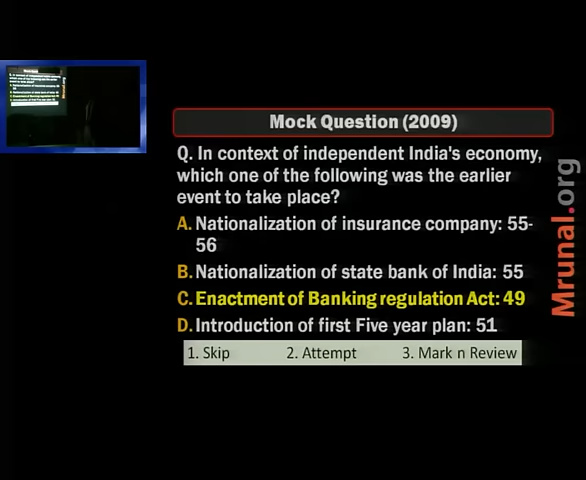 Mock Question (2009)
Q. In context of independent India's economy,
which one of the following was the earlier
event to take place?
A. Nationalization of insurance company: 55-
56
B. Nationalization of state bank of India: 55
C. Enactment of Banking regulation Act: 49
D. Introduction of first Five year plan: 51
1. Skip 2. Attempt 3. Mark n Review
Mrunal.org